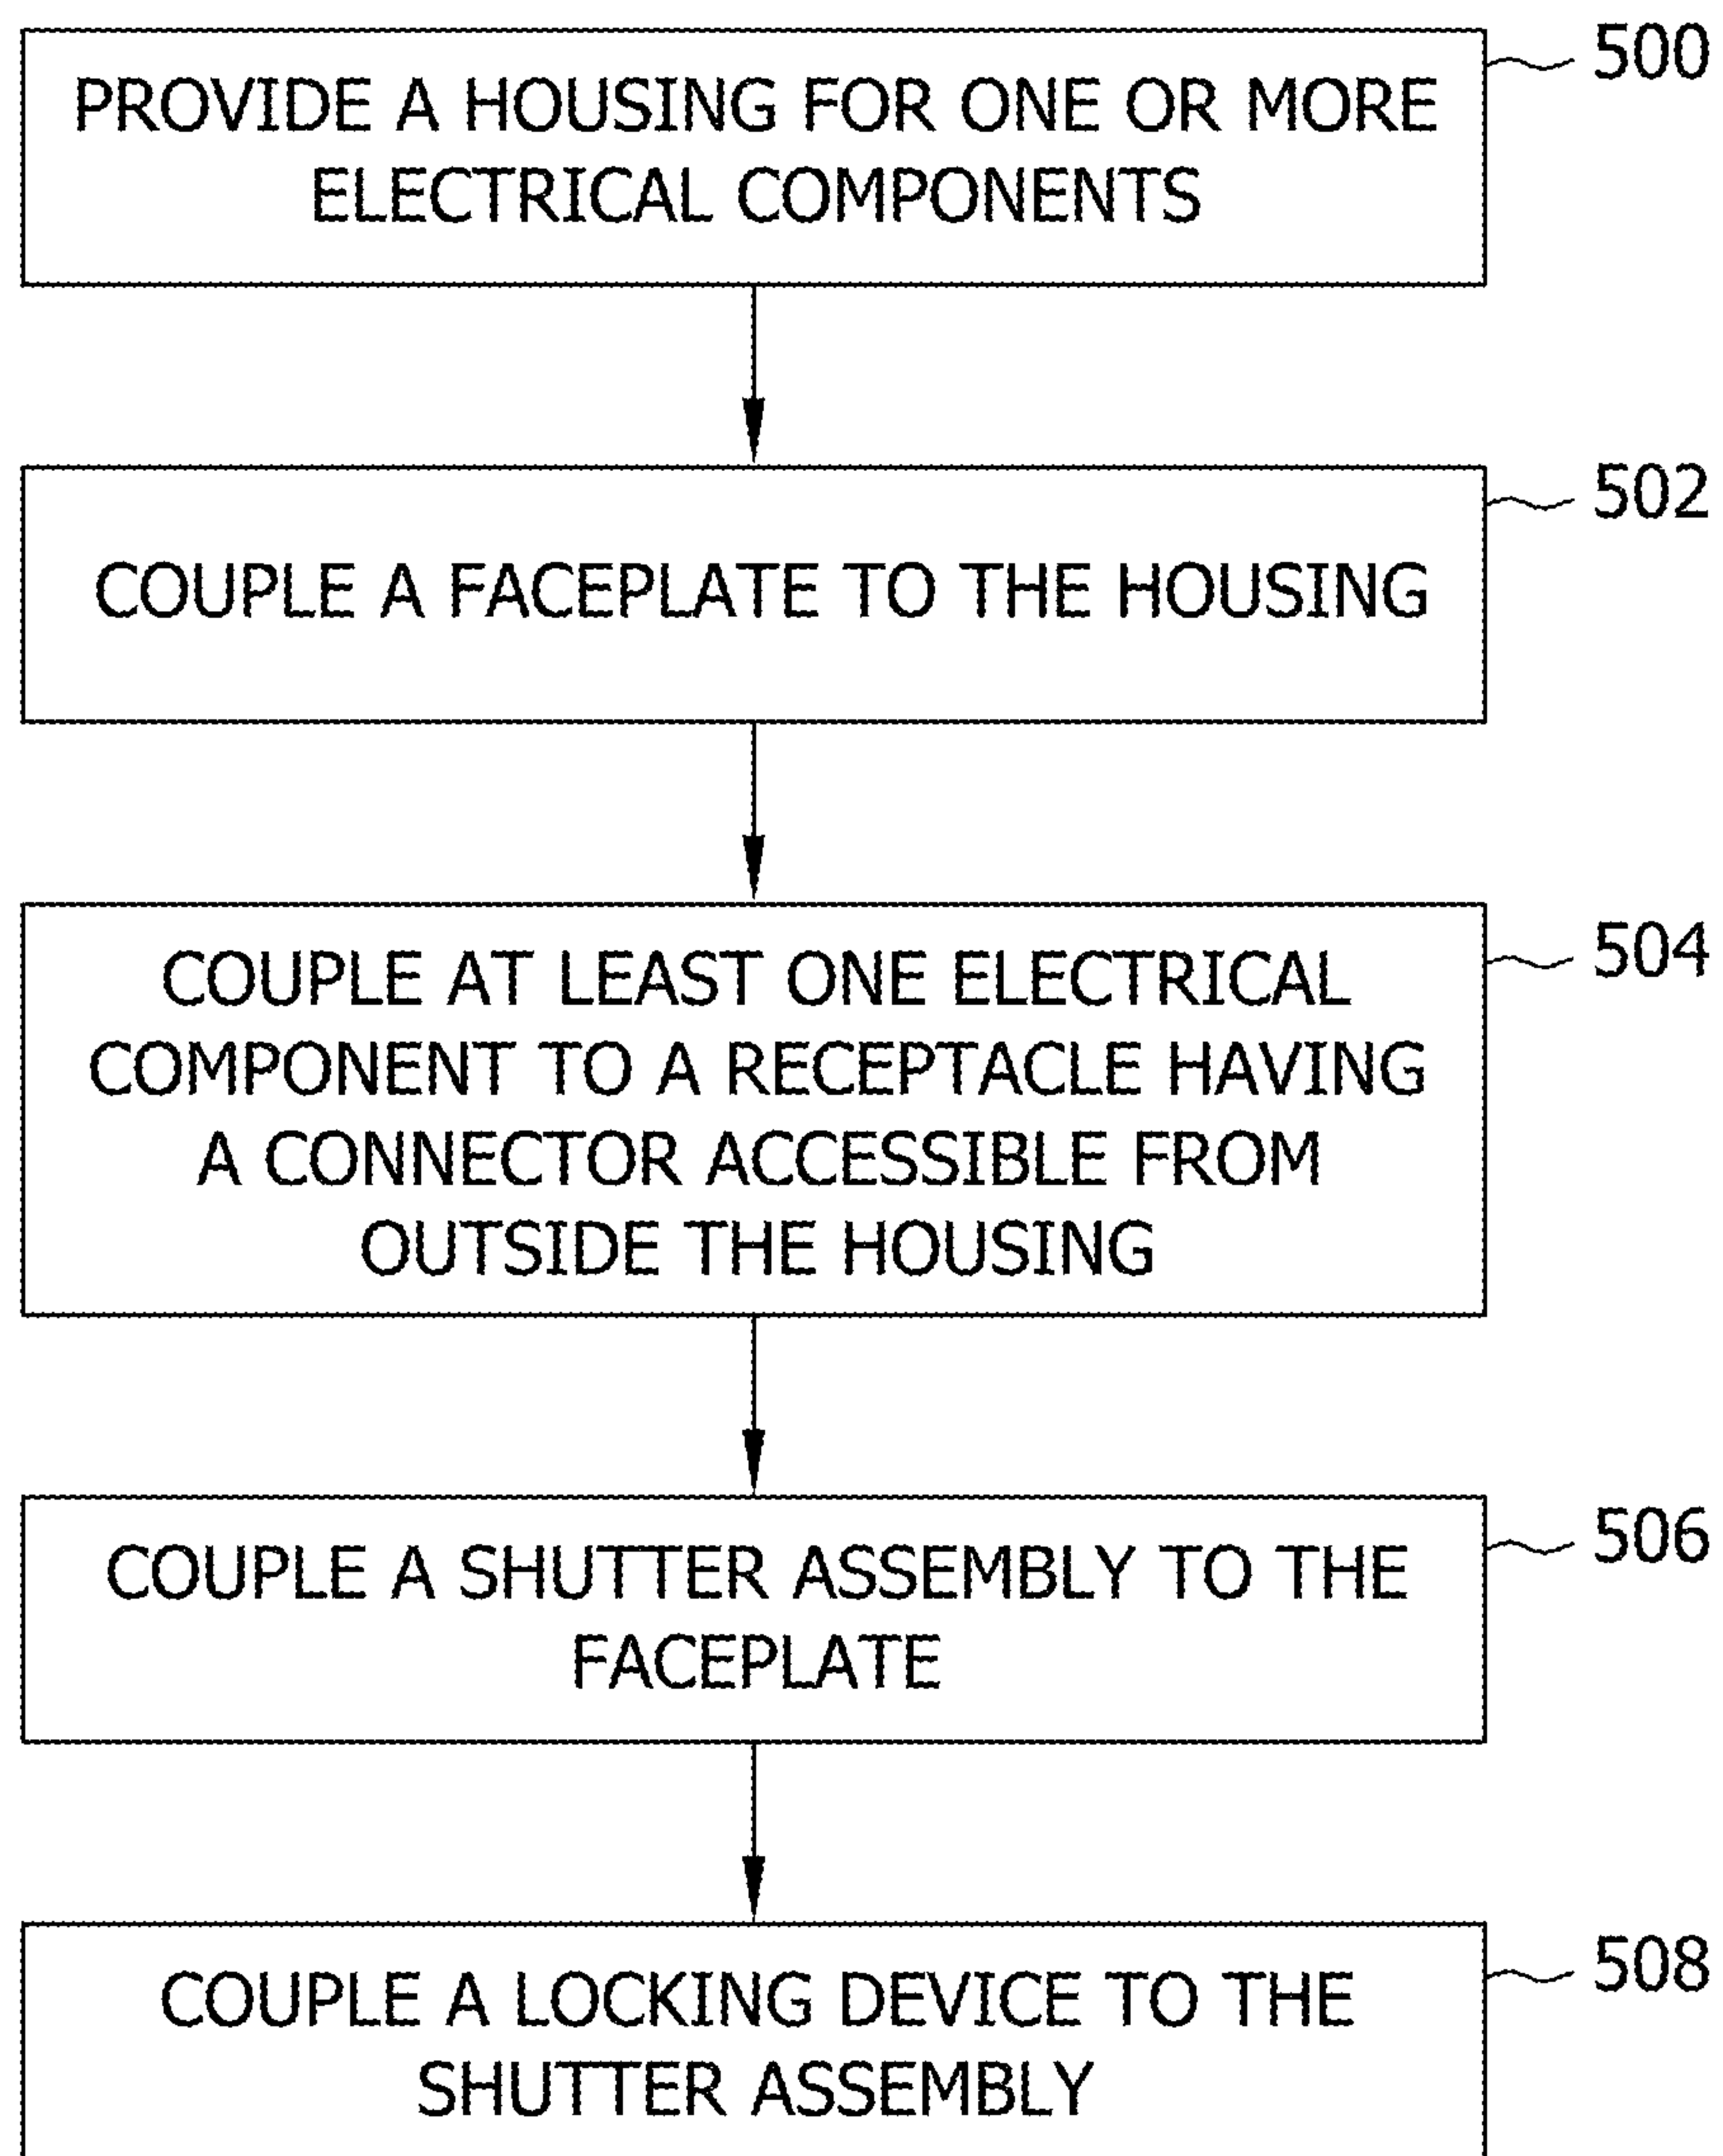 500
PROVIDE A HOUSING FOR ONE OR MORE
ELECTRICAL COMPONENTS
502
COUPLE A FACEPLATE TO THE HOUSING
504
COUPLE AT LEAST ONE ELECTRICAL
COMPONENT TO A RECEPTACLE HAVING
A CONNECTOR ACCESSIBLE FROM
OUTSIDE THE HOUSING
506
COUPLE A SHUTTER ASSEMBLY TO THE
FACEPLATE
508
COUPLE A LOCKING DEVICE TO THE
SHUTTER ASSEMBLY